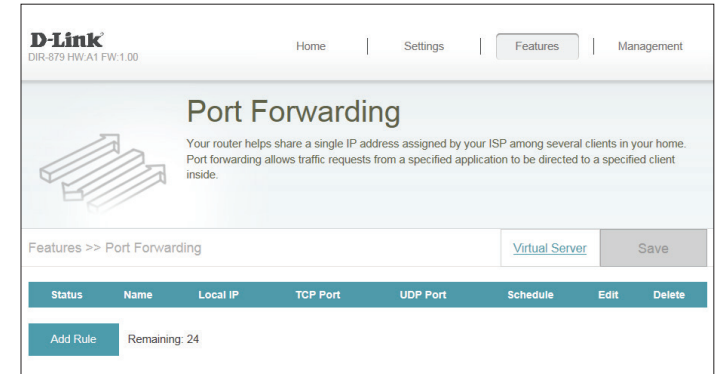 D-Link
DIR-879 HW:A1 FW:1.00
Home | Settings | Features | Management
Port Forwarding
Your router helps share a single IP address assigned by your ISP among several clients in your home.
Port forwarding allows traffic requests from a specified application to be directed to a specified client
inside.
Features >> Port Forwarding
Virtual Server
Save
Status Name Local IP TCP Port UDP Port Schedule Edit Delete
Add Rule Remaining: 24